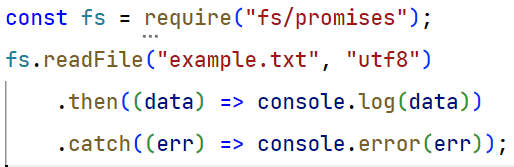 const fs = require("fs/promises");
fs.readFile("example.txt", "utf8")
    .then((data) => console.log(data))
    .catch((err) => console.error(err));